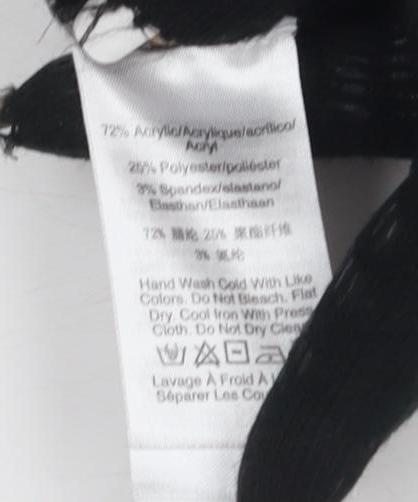 72% Acrylic/Acrylique/acrílico/
Acryl
25% Polyester/poliéster
3% Spandex/elastano/
Elasthan/Elasthaan
72% 腈纶 25% 聚酯纤维
3% 氨纶
Hand Wash Cold With Like
Colors. Do Not Bleach. Flat
Dry. Cool Iron With Press
Cloth. Do Not Dry Clean
Lavage À Froid À
Séparer Les